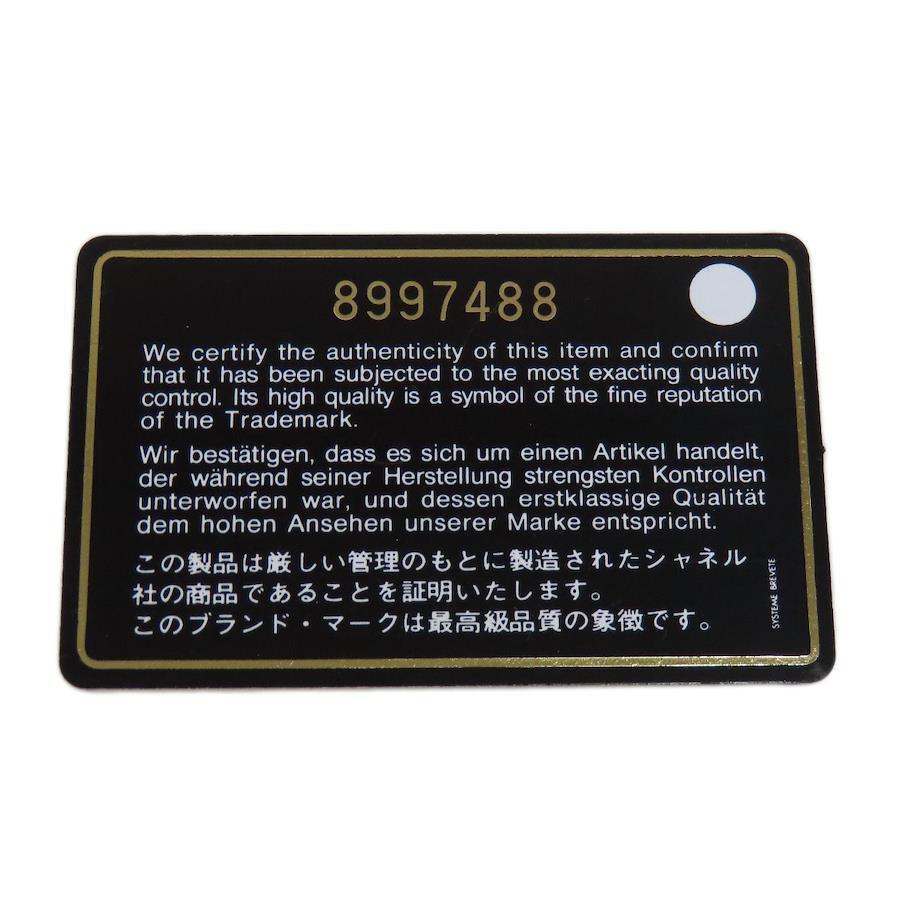 8997488
We certify the authenticity of this item and confirm
that it has been subjected to the most exacting quality
control. Its high quality is a symbol of the fine reputation
of the Trademark.
Wir bestätigen, dass es sich um einen Artikel handelt,
der während seiner Herstellung strengsten Kontrollen
unterworfen war, und dessen erstklassige Qualität
dem hohen Ansehen unserer Marke entspricht.
この製品は厳しい管理のもとに製造されたシャネル
社の商品であることを証明いたします。
このブランド・マークは最高級品質の象徴です。
SYSTEME BREVETE